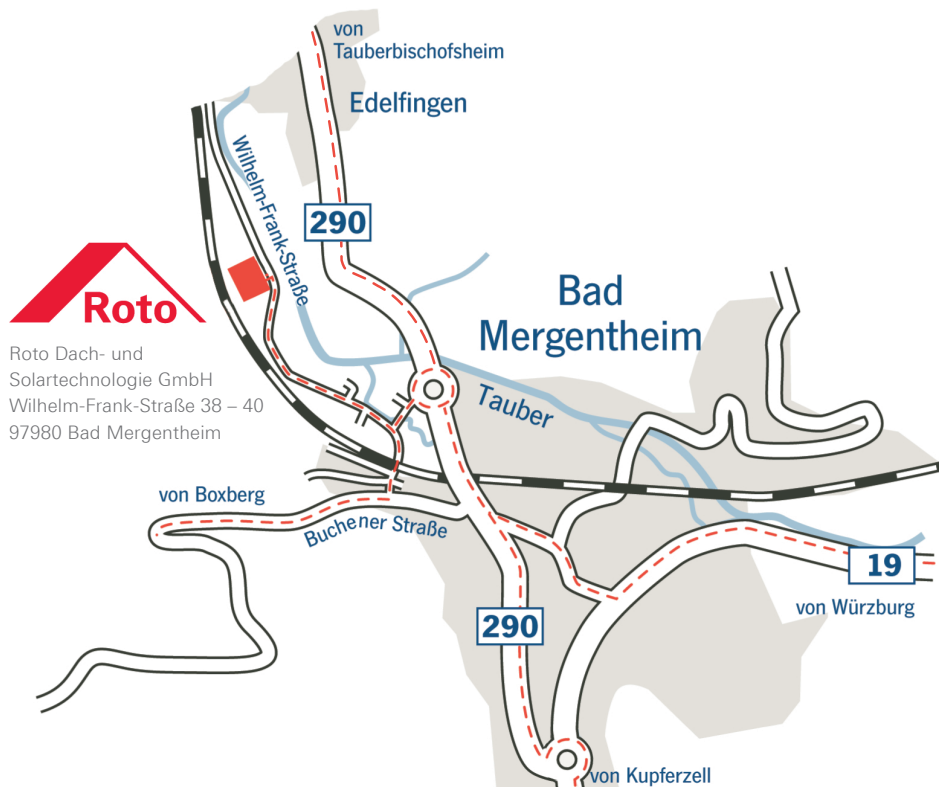 von
Tauberbischofsheim
Edelfingen
Wilhelm-Frank-Straße
290
Bad
Mergentheim
Roto
Roto Dach- und
Solartechnologie GmbH
Wilhelm-Frank-Straße 38 – 40
97980 Bad Mergentheim
Tauber
von Boxberg
Buchener Straße
19
von Würzburg
290
von Kupferzell